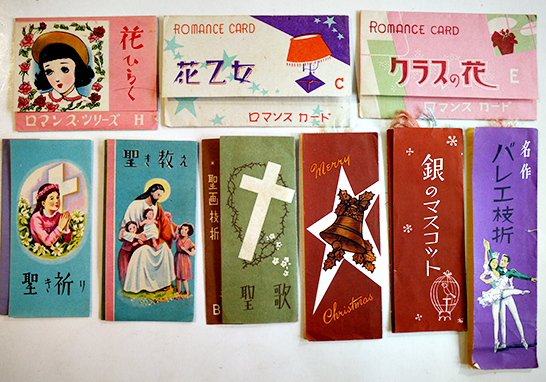 花ひらく
ロマンス・シリーズ H
ROMANCE CARD
花乙女
C
ロマンス カード
ROMANCE CARD
クラスの花
E
ロマンス カード
聖き祈り
聖き教え
聖画枝折
B
聖歌
Merry
Christmas
銀のマスコット
名作
バレエ枝折